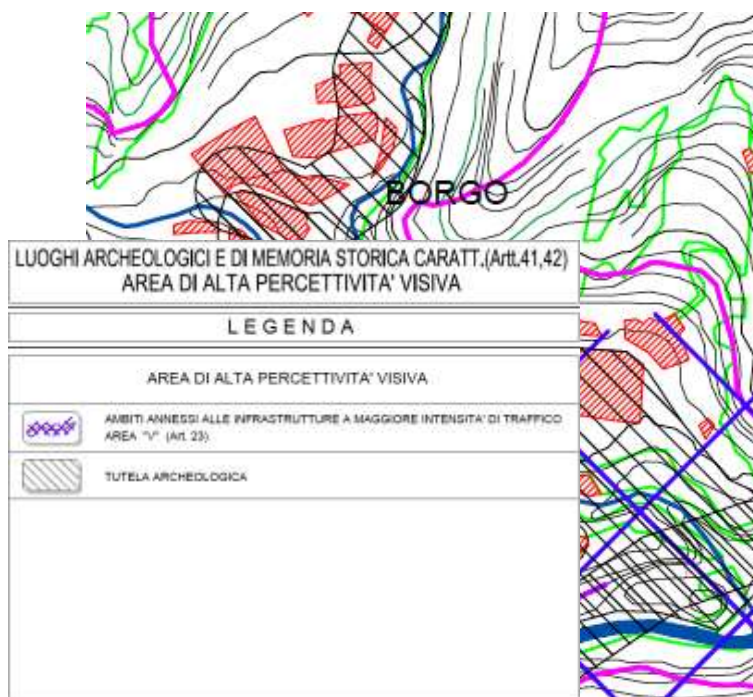 BORGO
LUOGHI ARCHEOLOGICI E DI MEMORIA STORICA CARATT.(Artt.41,42)
AREA DI ALTA PERCETTIVITA' VISIVA
LEGENDA
AREA DI ALTA PERCETTIVITA' VISIVA
AMBITI ANNESSI ALLE INFRASTRUTTURE A MAGGIORE INTENSITA' DI TRAFFICO
AREA "V" (Art. 23)
TUTELA ARCHEOLOGICA